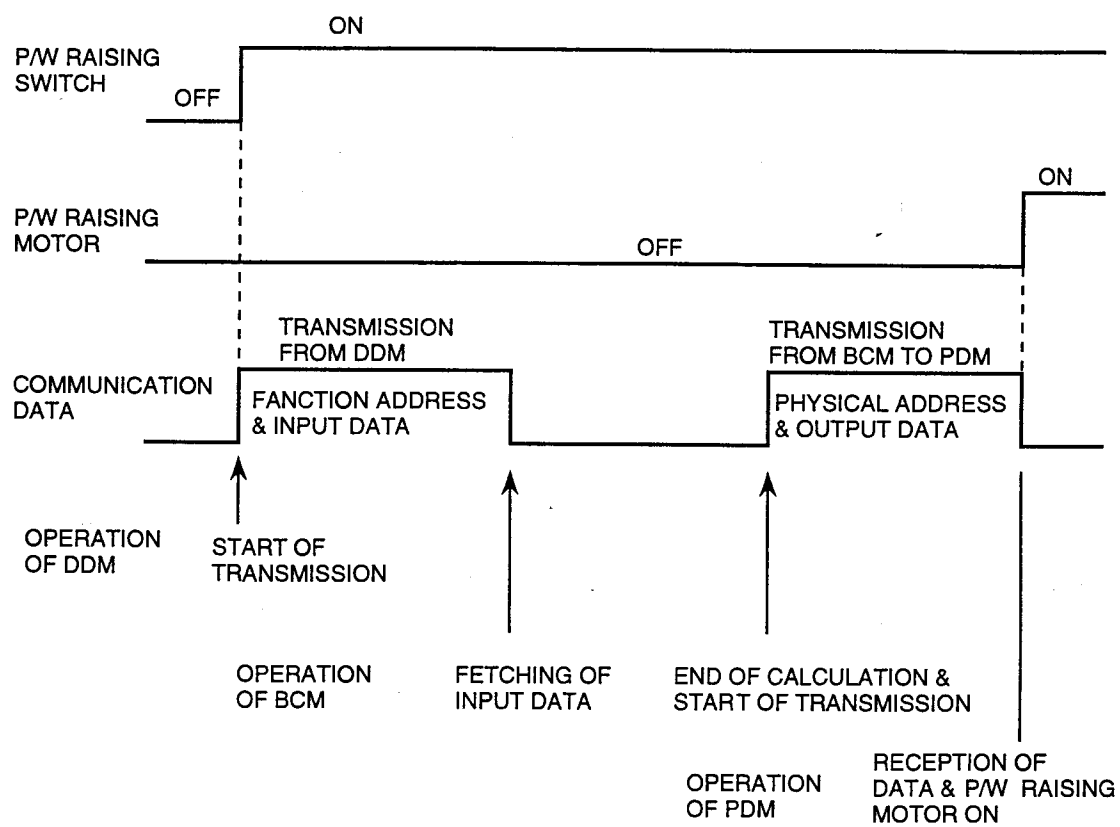 ON
P/W RAISING
SWITCH
OFF
ON
P/W RAISING
MOTOR
OFF
TRANSMISSION
FROM DDM
TRANSMISSION
FROM BCM TO PDM
COMMUNICATION
DATA
FANCTION ADDRESS
& INPUT DATA
PHYSICAL ADDRESS
& OUTPUT DATA
OPERATION
OF DDM
START OF
TRANSMISSION
OPERATION
OF BCM
FETCHING OF
INPUT DATA
END OF CALCULATION &
START OF TRANSMISSION
OPERATION
OF PDM
RECEPTION OF
DATA & P/W RAISING
MOTOR ON